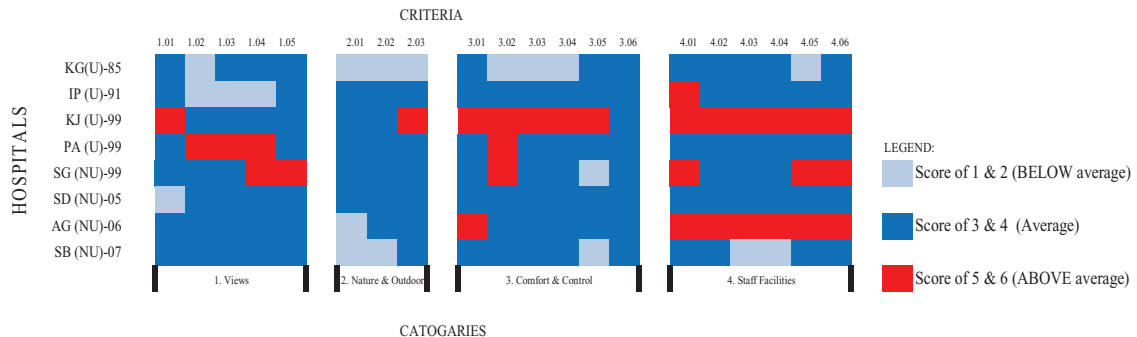 CRITERIA
1.01 1.02 1.03 1.04 1.05 2.01 2.02 2.03 3.01 3.02 3.03 3.04 3.05 3.06 4.01 4.02 4.03 4.04 4.05 4.06
HOSPITALS
KG(U)-85
IP (U)-91
KJ (U)-99
PA (U)-99
SG (NU)-99
SD (NU)-05
AG (NU)-06
SB (NU)-07
LEGEND:
Score of 1 & 2 (BELOW average)
Score of 3 & 4 (Average)
Score of 5 & 6 (ABOVE average)
1. Views
2. Nature & Outdoor
3. Comfort & Control
4. Staff Facilities
CATOGARIES